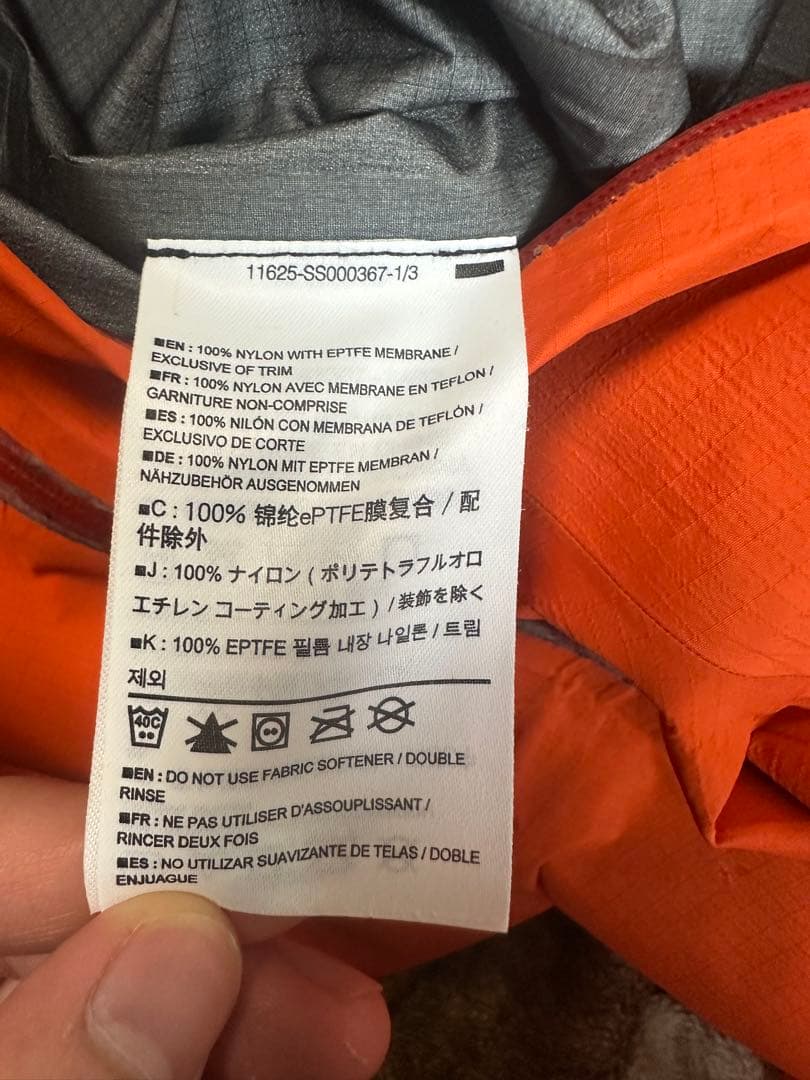 11625-SS000367-1/3
■EN : 100% NYLON WITH EPTFE MEMBRANE /
EXCLUSIVE OF TRIM
■FR : 100% NYLON AVEC MEMBRANE EN TEFLON /
GARNITURE NON-COMPRISE
■ES : 100% NILÓN CON MEMBRANA DE TEFLÓN /
EXCLUSIVO DE CORTE
■DE : 100% NYLON MIT EPTFE MEMBRAN /
NÄHZUBEHÖR AUSGENOMMEN
■C : 100% 锦纶ePTFE膜复合 / 配
件除外
■J : 100% ナイロン ( ポリテトラフルオロ
エチレン コーティング加工 ) / 装飾を除く
■K : 100% EPTFE 필름 내장 나일론 / 트림
제외
40C
■EN : DO NOT USE FABRIC SOFTENER / DOUBLE
RINSE
■FR : NE PAS UTILISER D'ASSOUPLISSANT /
RINCER DEUX FOIS
■ES : NO UTILIZAR SUAVIZANTE DE TELAS / DOBLE
ENJUAGUE